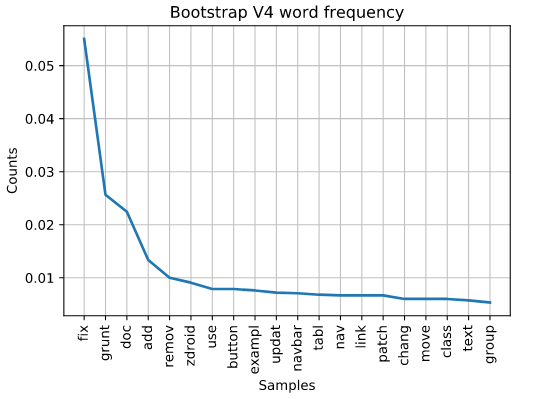 Bootstrap V4 word frequency
0.05
0.04
0.03
0.02
0.01
Counts
fix
grunt
doc
add
remov
zdroid
use
button
exampl
updat
navbar
tabl
nav
link
patch
chang
move
class
text
group
Samples